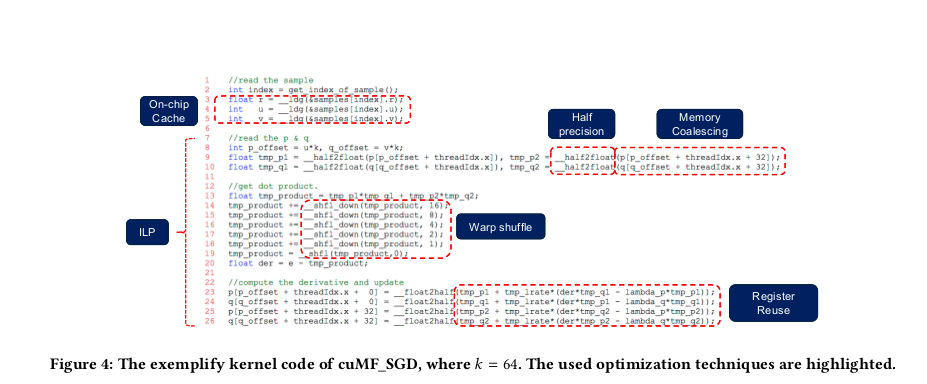 1 //read the sample
2 int index = get_index_of_sample();
On-chip Cache
3 float r = __ldg(&samples[index].r);
4 int u = __ldg(&samples[index].u);
5 int v = __ldg(&samples[index].v);
6
Half precision
Memory Coalescing
7 //read the p & q
8 int p_offset = u*k, q_offset = v*k;
9 float tmp_p1 = __half2float(p[p_offset + threadIdx.x]), tmp_p2 = __half2float(p[p_offset + threadIdx.x + 32]);
10 float tmp_q1 = __half2float(q[q_offset + threadIdx.x]), tmp_q2 = __half2float(q[q_offset + threadIdx.x + 32]);
11
12 //get dot product.
13 float tmp_product = tmp_p1*tmp_q1 + tmp_p2*tmp_q2;
14 tmp_product += __shfl_down(tmp_product, 16);
15 tmp_product += __shfl_down(tmp_product, 8);
ILP
16 tmp_product += __shfl_down(tmp_product, 4);
Warp shuffle
17 tmp_product += __shfl_down(tmp_product, 2);
18 tmp_product += __shfl_down(tmp_product, 1);
19 tmp_product = __shfl(tmp_product,0);
20 float der = e - tmp_product;
21
22 //compute the derivative and update
23 p[p_offset + threadIdx.x + 0] = __float2half(tmp_p1 + tmp_lrate*(der*tmp_q1 - lambda_p*tmp_p1));
24 q[q_offset + threadIdx.x + 0] = __float2half(tmp_q1 + tmp_lrate*(der*tmp_p1 - lambda_q*tmp_q1));
Register Reuse
25 p[p_offset + threadIdx.x + 32] = __float2half(tmp_p2 + tmp_lrate*(der*tmp_q2 - lambda_p*tmp_p2));
26 q[q_offset + threadIdx.x + 32] = __float2half(tmp_q2 + tmp_lrate*(der*tmp_p2 - lambda_q*tmp_q2));
Figure 4: The exemplify kernel code of cuMF_SGD, where k = 64. The used optimization techniques are highlighted.